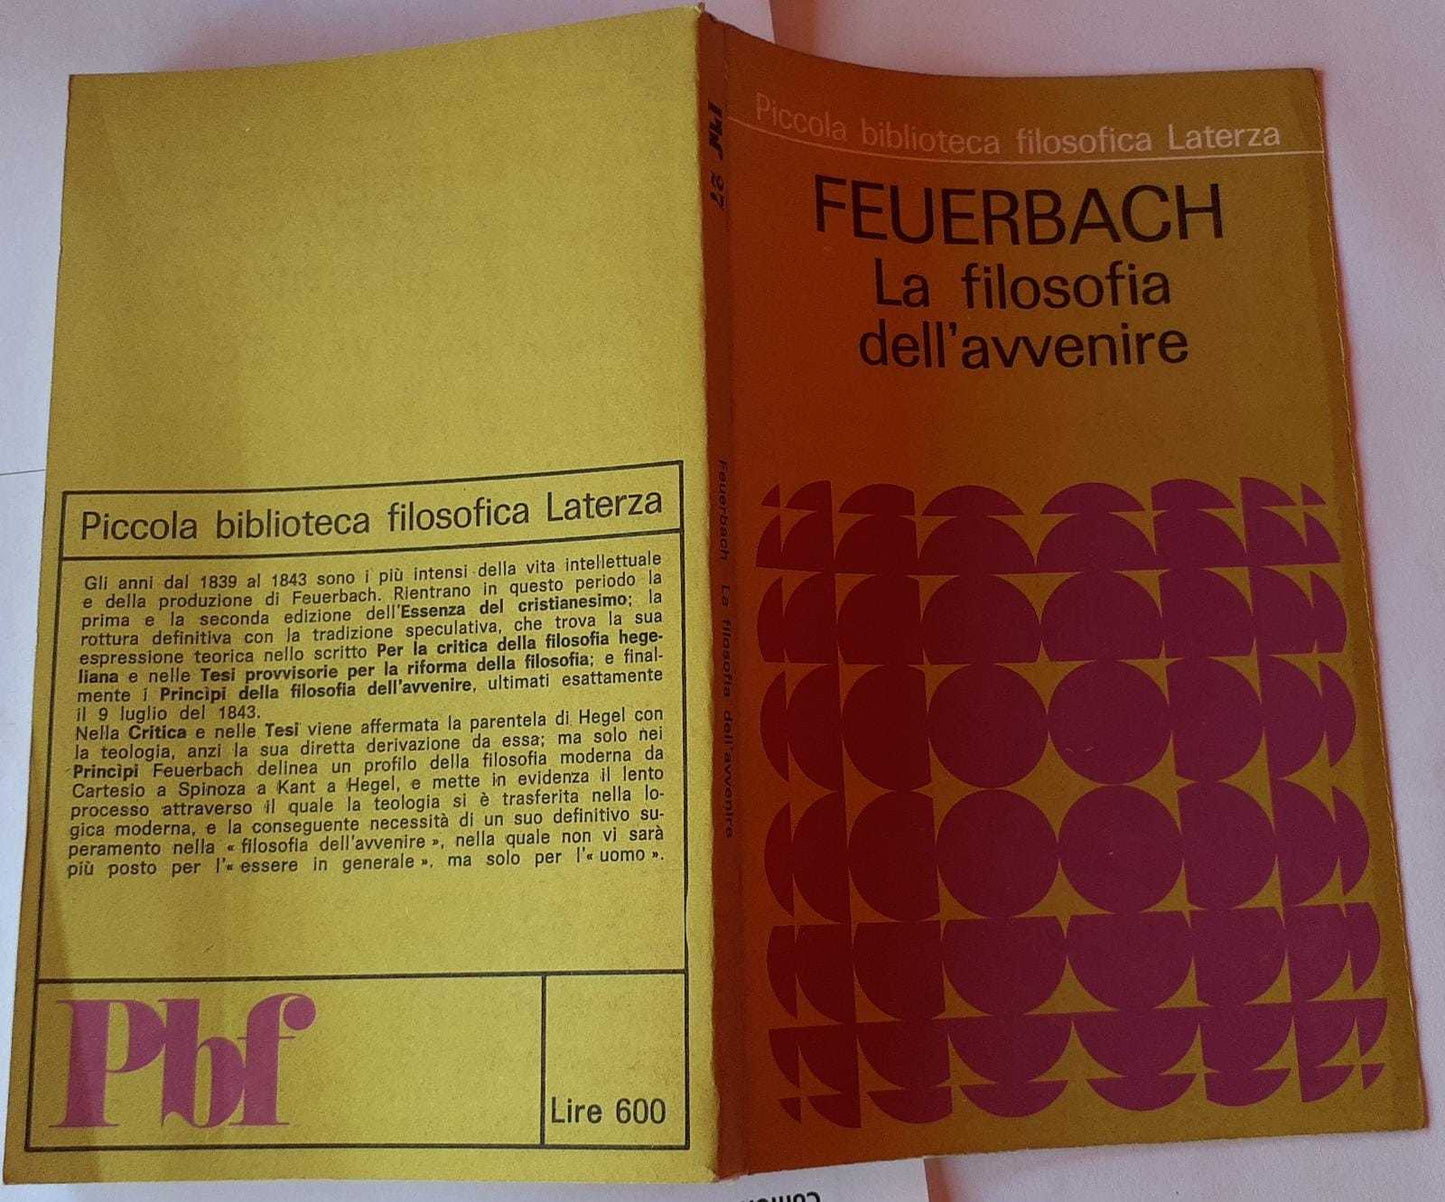 Piccola biblioteca filosofica Laterza
FEUERBACH
La filosofia
dell'avvenire
Pbf 27
Feuerbach La filosofia dell'avvenire
Piccola biblioteca filosofica Laterza
Gli anni dal 1839 al 1843 sono i più intensi della vita intellettuale
e della produzione di Feuerbach. Rientrano in questo periodo la
prima e la seconda edizione dell'Essenza del cristianesimo; la
rottura definitiva con la tradizione speculativa, che trova la sua
espressione teorica nello scritto Per la critica della filosofia hege-
liana e nelle Tesi provvisorie per la riforma della filosofia; e final-
mente i Principi della filosofia dell'avvenire, ultimati esattamente
il 9 luglio del 1843.
Nella Critica e nelle Tesi viene affermata la parentela di Hegel con
la teologia, anzi la sua diretta derivazione da essa; ma solo nei
Principi Feuerbach delinea un profilo della filosofia moderna da
Cartesio a Spinoza a Kant a Hegel, e mette in evidenza il lento
processo attraverso il quale la teologia si è trasferita nella lo-
gica moderna, e la conseguente necessità di un suo definitivo su-
peramento nella « filosofia dell'avvenire », nella quale non vi sarà
più posto per l'« essere in generale », ma solo per l'« uomo ».
Pbf
Lire 600